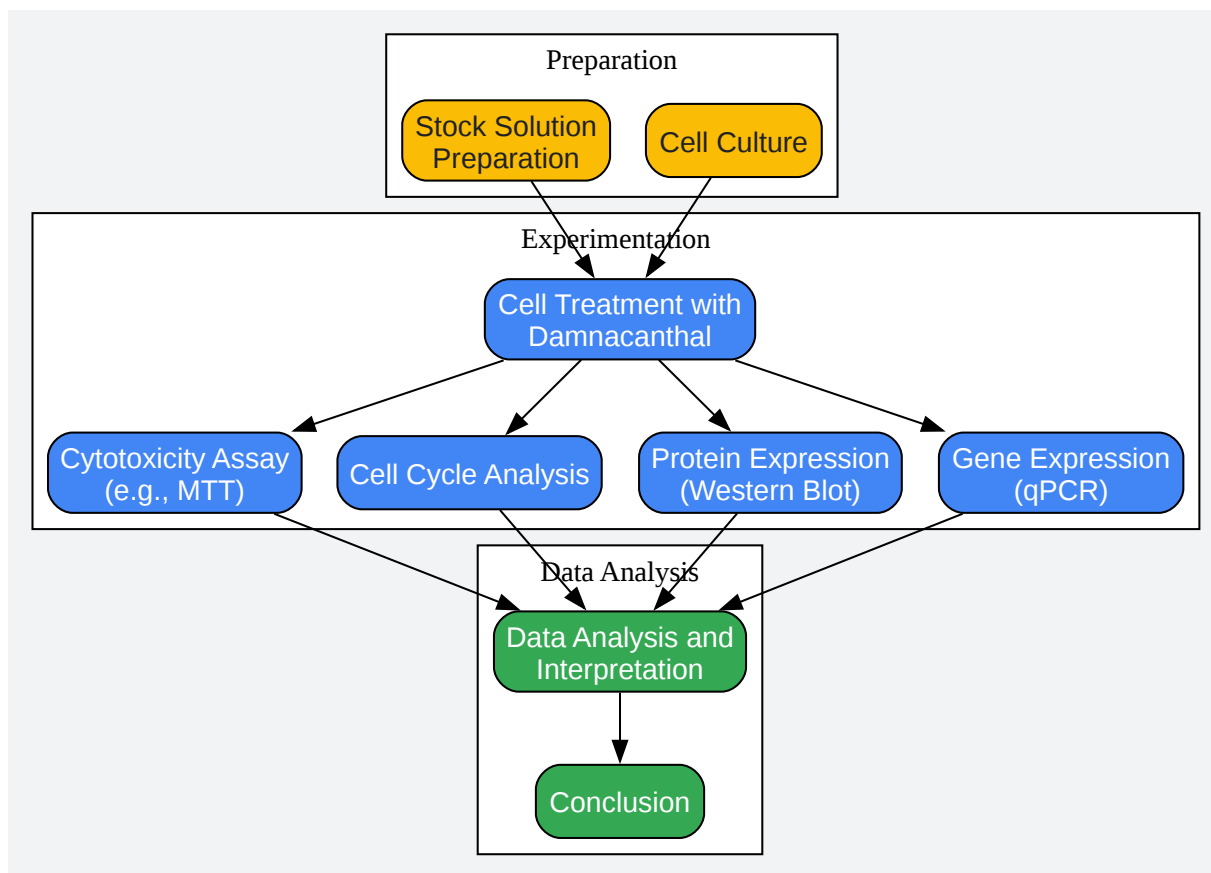 Preparation
Stock Solution
Preparation
Cell Culture
Experimentation
Cell Treatment with
Damnacanthal
Cytotoxicity Assay
(e.g., MTT)
Cell Cycle Analysis
Protein Expression
(Western Blot)
Gene Expression
(qPCR)
Data Analysis
Data Analysis and
Interpretation
Conclusion